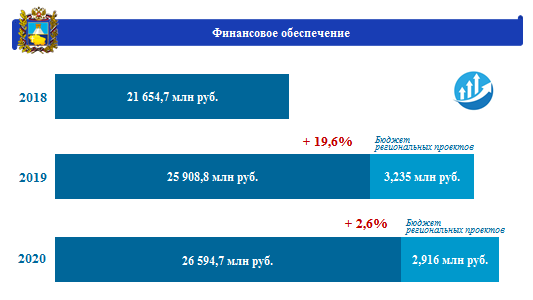 Финансовое обеспечение
2018
21 654,7 млн руб.
+ 19,6%
Бюджет
региональных проектов
2019
25 908,8 млн руб.
3,235 млн руб.
+ 2,6%
Бюджет
региональных проектов
2020
26 594,7 млн руб.
2,916 млн руб.